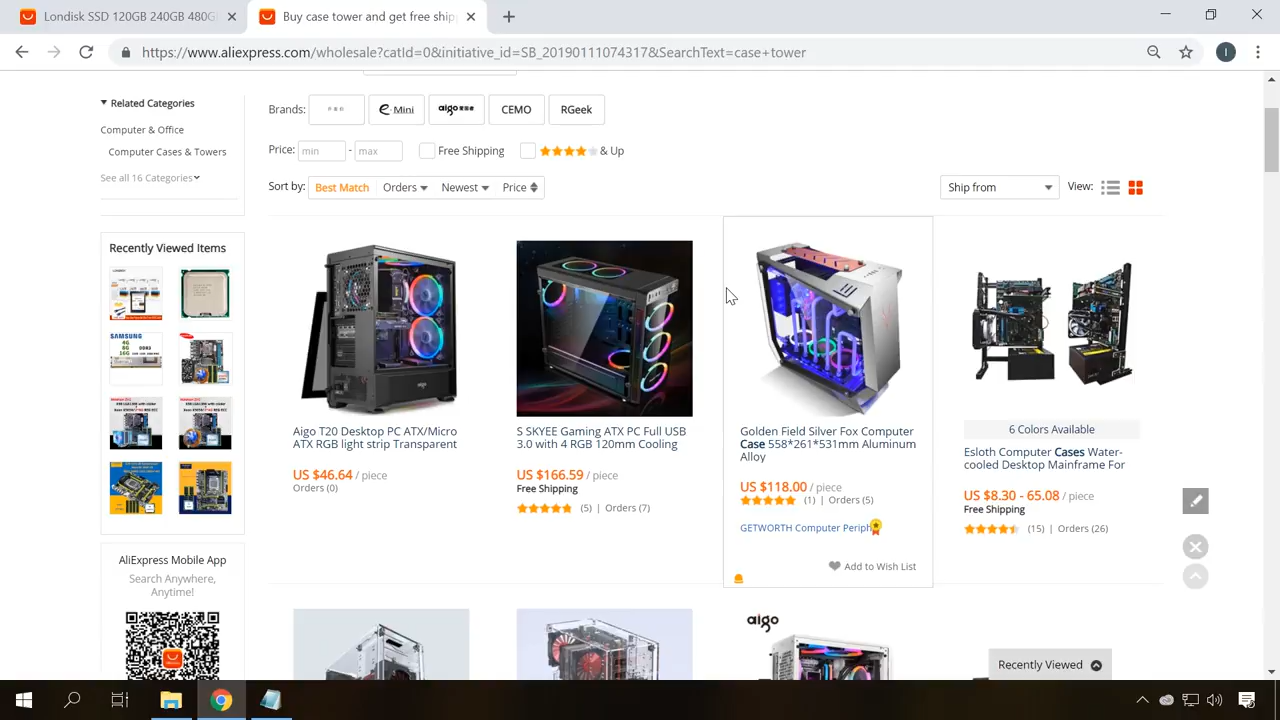 Londisk SSD 120GB 240GB 480G
Buy case tower and get free ship
https://www.aliexpress.com/wholesale?catId=0&initiative_id=SB_20190111074317&SearchText=case+tower
Related Categories
Computer & Office
Computer Cases & Towers
See all 16 Categories
Brands:
e Mini
aigo
CEMO
RGeek
Price: min - max Free Shipping & Up
Sort by: Best Match Orders Newest Price
Ship from
View:
Recently Viewed Items
SAMSUNG
4G
8G
16G
AliExpress Mobile App
Search Anywhere,
Anytime!
Aigo T20 Desktop PC ATX/Micro
ATX RGB light strip Transparent
US $46.64 / piece
Orders (0)
S SKYEE Gaming ATX PC Full USB
3.0 with 4 RGB 120mm Cooling
US $166.59 / piece
Free Shipping
(5) | Orders (7)
Golden Field Silver Fox Computer
Case 558*261*531mm Aluminum
Alloy
US $118.00 / piece
(1) | Orders (5)
GETWORTH Computer Periph
Add to Wish List
6 Colors Available
Esloth Computer Cases Water-
cooled Desktop Mainframe For
US $8.30 - 65.08 / piece
Free Shipping
(15) | Orders (26)
aigo
Recently Viewed